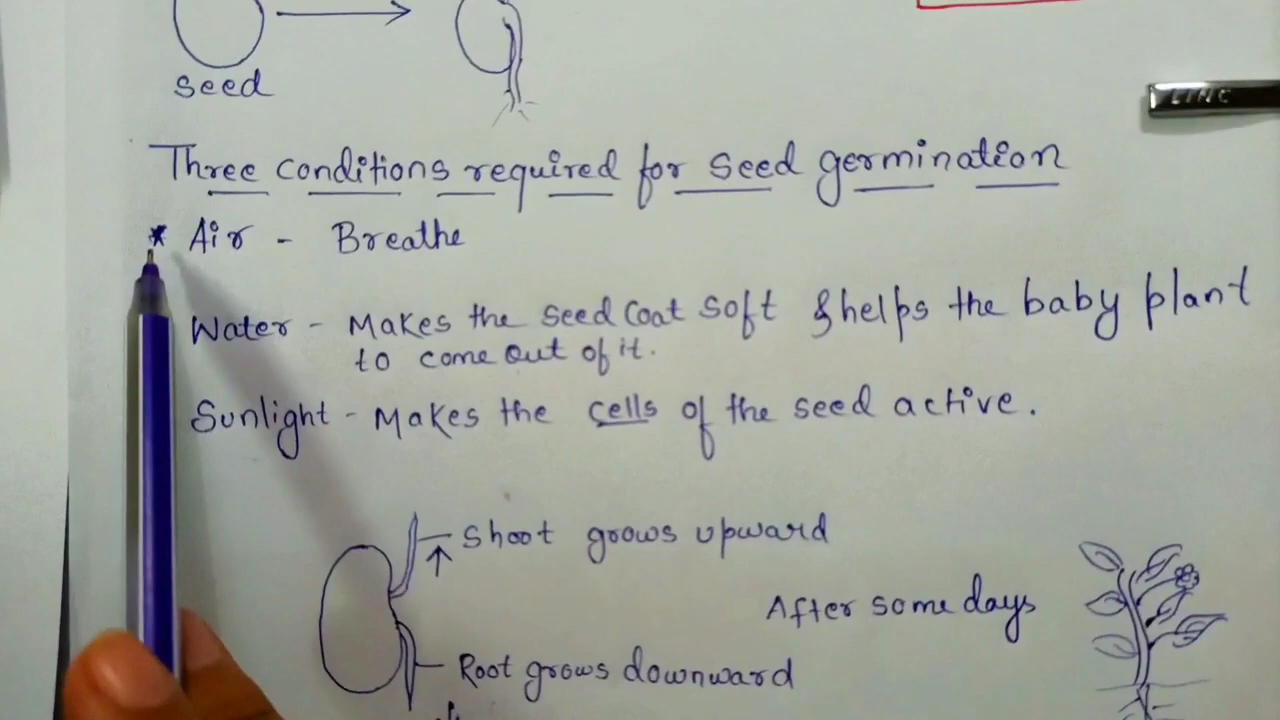 seed
LINC
Three conditions required for seed germination
* Air - Breathe
Water - Makes the seed coat soft & helps the baby plant
to come out of it.
Sunlight - Makes the cells of the seed active.
Shoot grows upward
After some days
Root grows downward